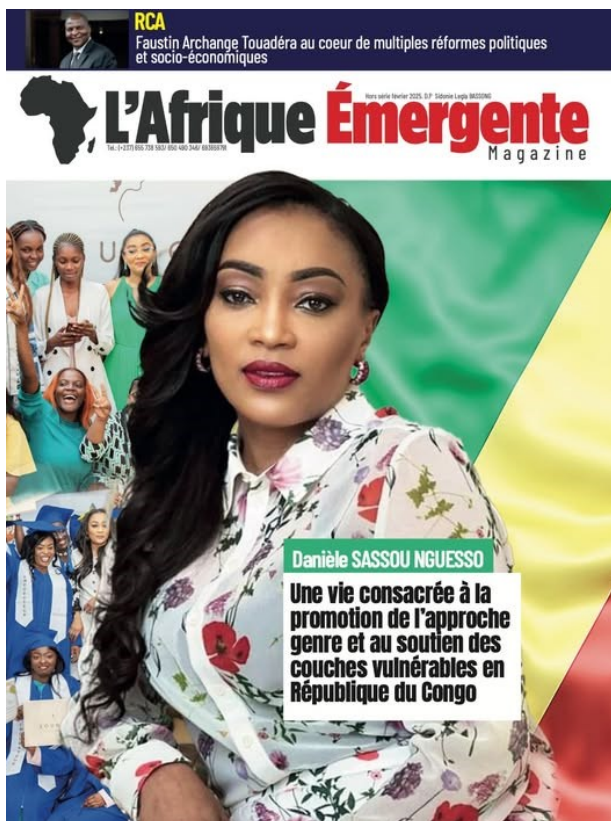 RCA
Faustin Archange Touadéra au coeur de multiples réformes politiques
et socio-économiques
Hors série février 2025. D.P Sidonie Legla BASSONG
L'Afrique Émergente
Magazine
Danièle SASSOU NGUESSO
Une vie consacrée à la
promotion de l'approche
genre et au soutien des
couches vulnérables en
République du Congo